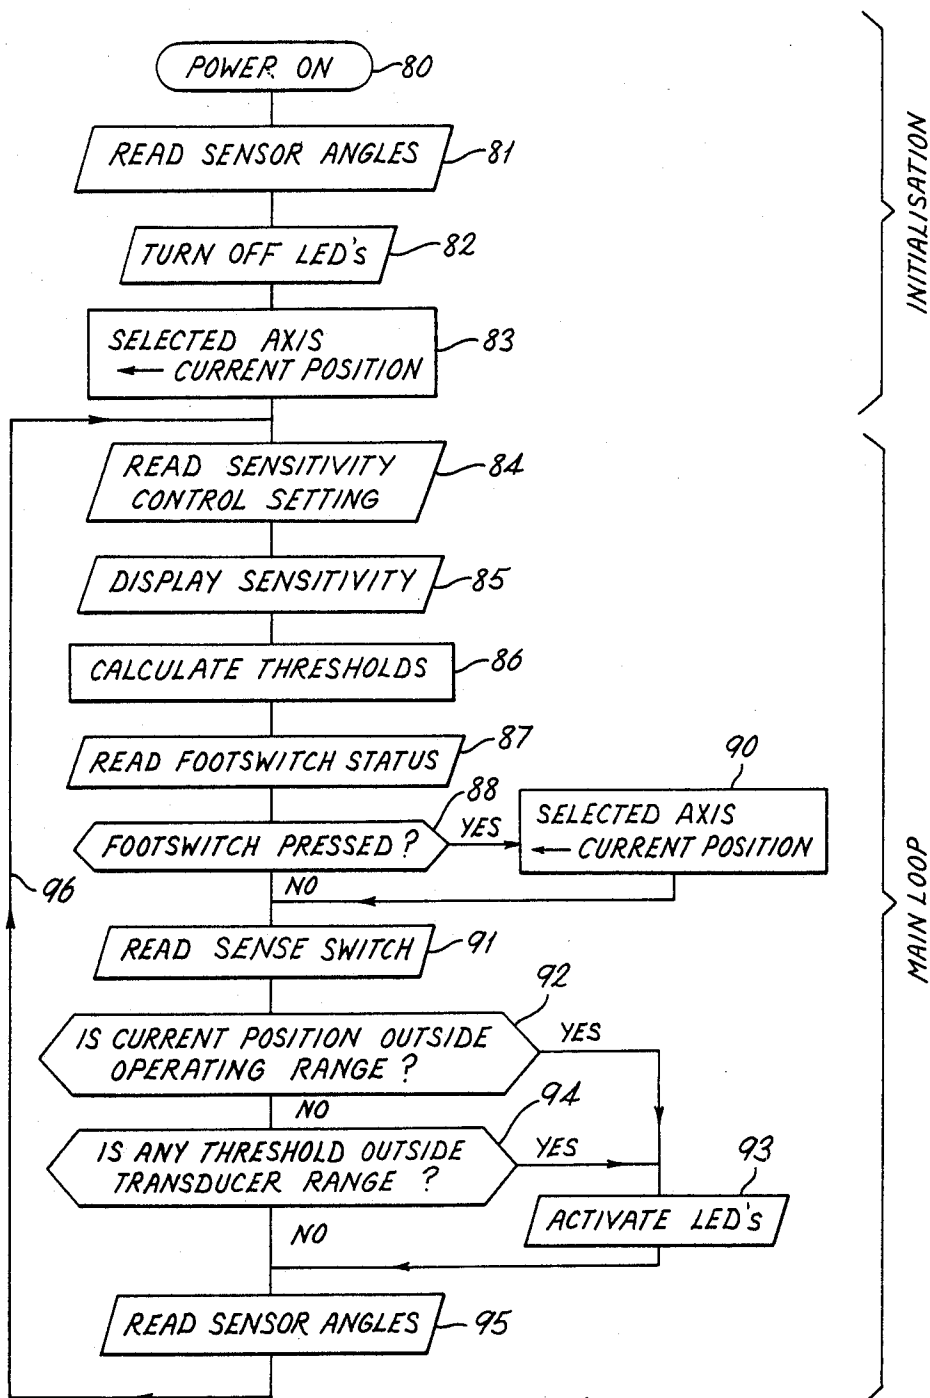 POWER ON 80
READ SENSOR ANGLES 81
TURN OFF LED's 82
SELECTED AXIS 83
← CURRENT POSITION
INITIALISATION
READ SENSITIVITY 84
CONTROL SETTING
DISPLAY SENSITIVITY 85
CALCULATE THRESHOLDS 86
READ FOOTSWITCH STATUS 87
FOOTSWITCH PRESSED? 88
YES
90
SELECTED AXIS
← CURRENT POSITION
NO
96
MAIN LOOP
READ SENSE SWITCH 91
92
IS CURRENT POSITION OUTSIDE
OPERATING RANGE?
YES
NO
94
IS ANY THRESHOLD OUTSIDE
TRANSDUCER RANGE?
YES
93
ACTIVATE LED's
NO
READ SENSOR ANGLES 95